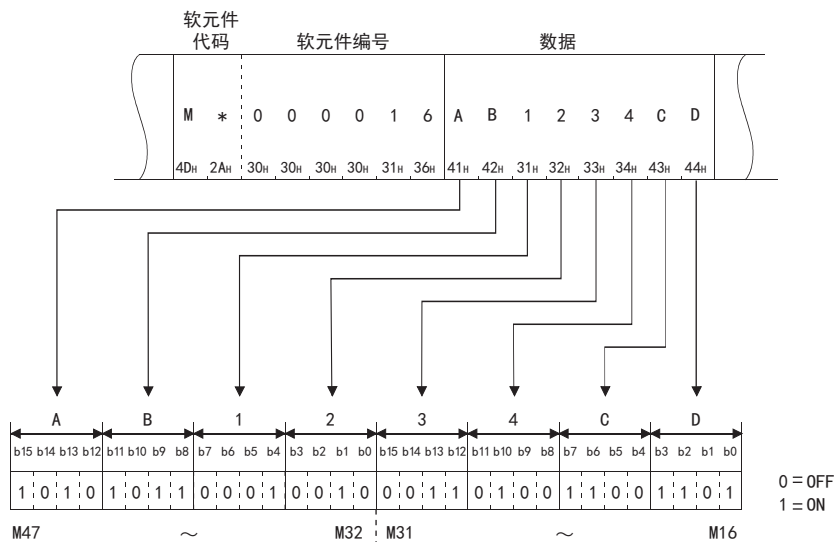 软元件
代码 软元件编号 数据
M * 0 0 0 0 1 6 A B 1 2 3 4 C D
4DH 2AH 30H 30H 30H 30H 31H 36H 41H 42H 31H 32H 33H 34H 43H 44H
A B 1 2 3 4 C D
b15 b14 b13 b12 b11 b10 b9 b8 b7 b6 b5 b4 b3 b2 b1 b0 b15 b14 b13 b12 b11 b10 b9 b8 b7 b6 b5 b4 b3 b2 b1 b0
1 0 1 0 1 0 1 1 0 0 0 1 0 0 1 0 0 0 1 1 0 1 0 0 1 1 0 0 1 1 0 1
0=OFF
1=ON
M47 ~ M32 M31 ~ M16